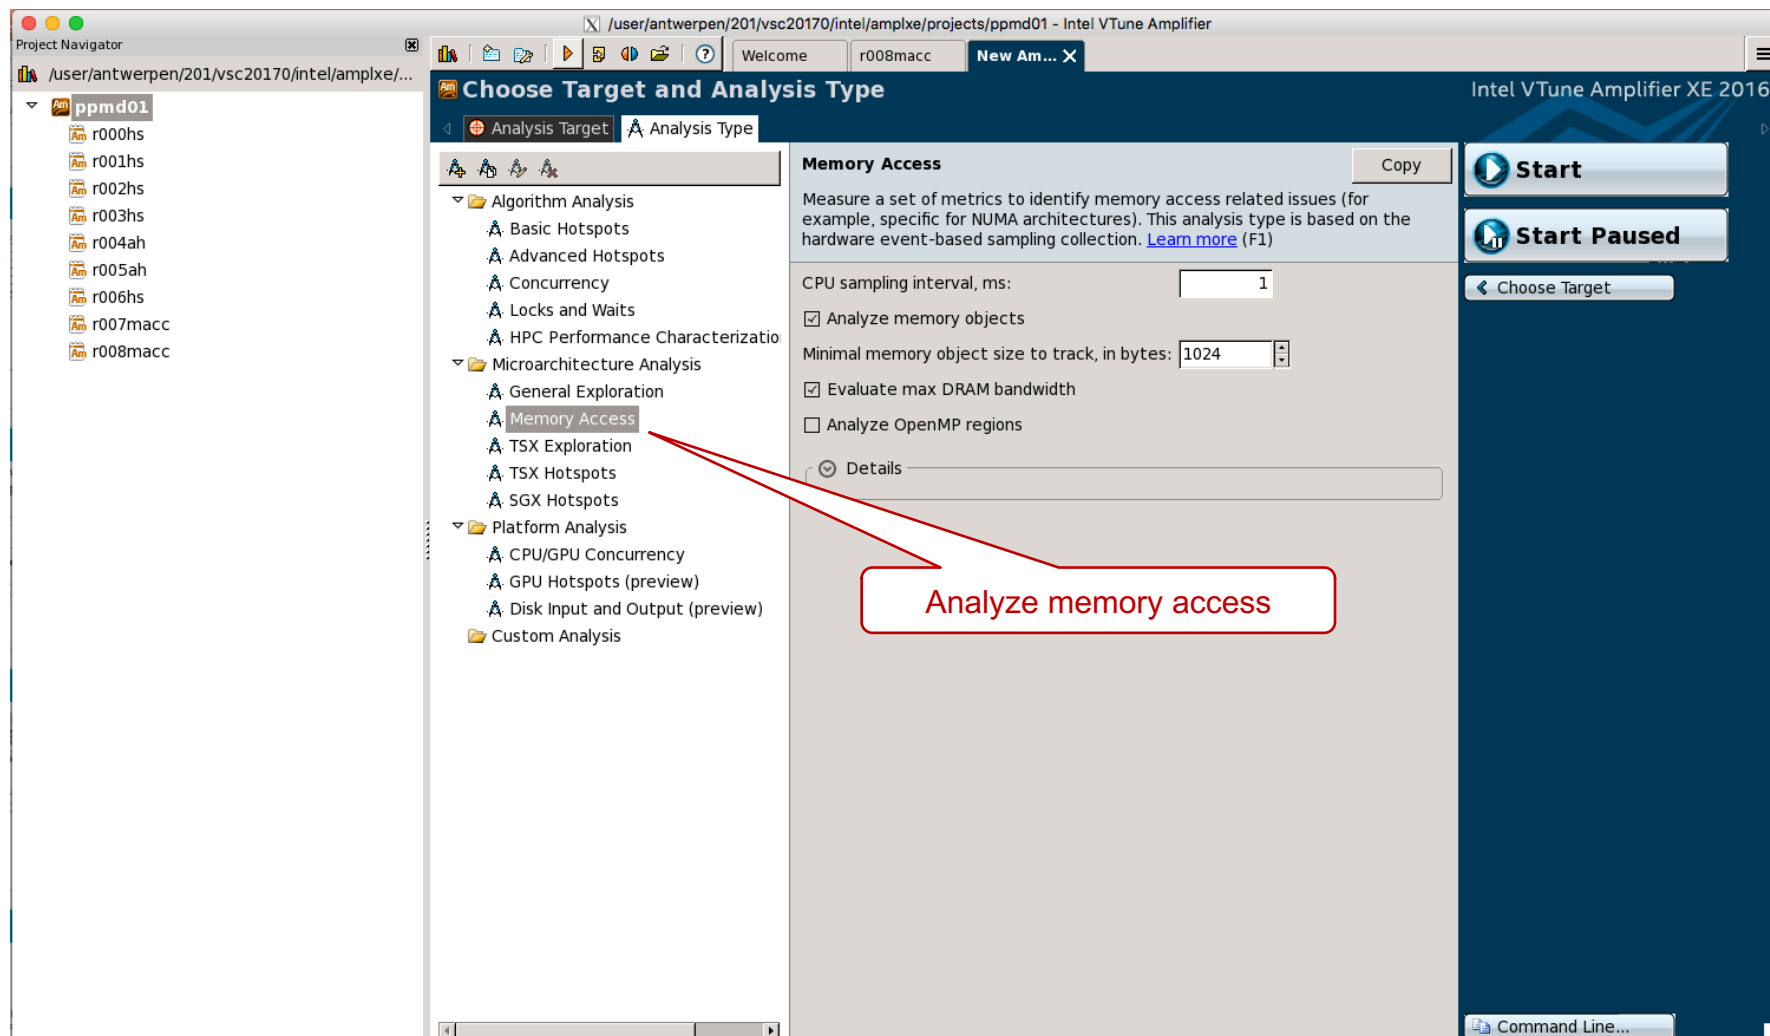 /user/antwerpen/201/vsc20170/intel/amplxe/projects/ppmd01 - Intel VTune Amplifier
Project Navigator
/user/antwerpen/201/vsc20170/intel/amplxe/...
ppmd01
r000hs
r001hs
r002hs
r003hs
r004ah
r005ah
r006hs
r007macc
r008macc
Welcome
r008macc
New Am...
Choose Target and Analysis Type
Intel VTune Amplifier XE 2016
Analysis Target
Analysis Type
Algorithm Analysis
Basic Hotspots
Advanced Hotspots
Concurrency
Locks and Waits
HPC Performance Characterizatio
Microarchitecture Analysis
General Exploration
Memory Access
TSX Exploration
TSX Hotspots
SGX Hotspots
Platform Analysis
CPU/GPU Concurrency
GPU Hotspots (preview)
Disk Input and Output (preview)
Custom Analysis
Memory Access
Copy
Measure a set of metrics to identify memory access related issues (for
example, specific for NUMA architectures). This analysis type is based on the
hardware event-based sampling collection. Learn more (F1)
CPU sampling interval, ms: 1
Analyze memory objects
Minimal memory object size to track, in bytes: 1024
Evaluate max DRAM bandwidth
Analyze OpenMP regions
Details
Analyze memory access
Start
Start Paused
Choose Target
Command Line...